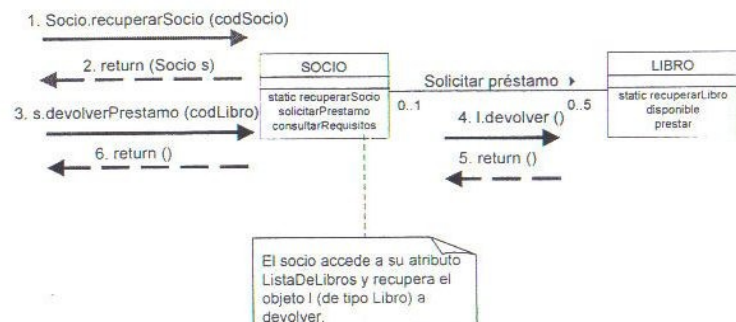 1. Socio.recuperarSocio (codSocio)
2. return (Socio s)
3. s.devolverPrestamo (codLibro)
6. return ()
SOCIO
static recuperarSocio
solicitarPrestamo
consultarRequisitos
Solicitar préstamo
0..1
0..5
4. l.devolver ()
5. return ()
LIBRO
static recuperarLibro
disponible
prestar
El socio accede a su atributo
ListaDeLibros y recupera el
objeto l (de tipo Libro) a
devolver.